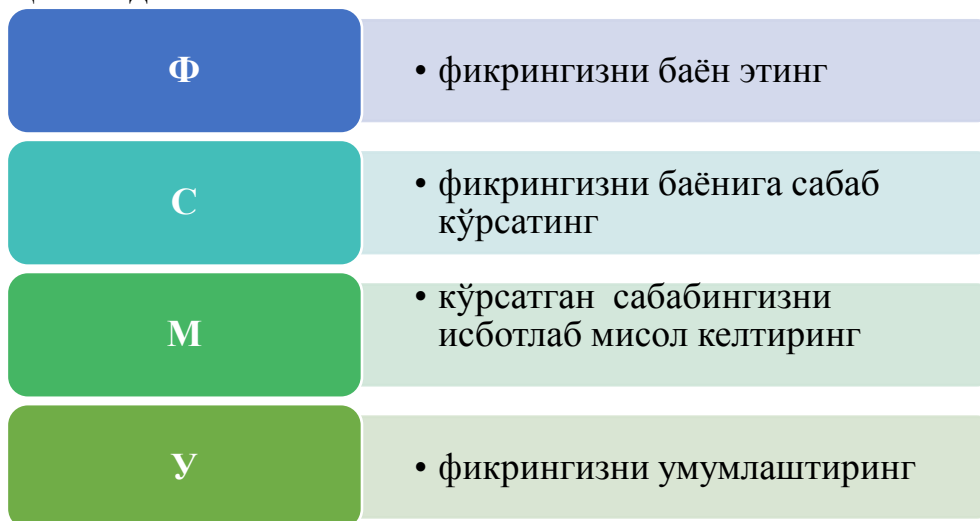 Ф
• фикрингизни баён этинг
С
• фикрингизни баёнига сабаб
кўрсатинг
М
• кўрсатган сабабингизни
исботлаб мисол келтиринг
У
• фикрингизни умумлаштиринг